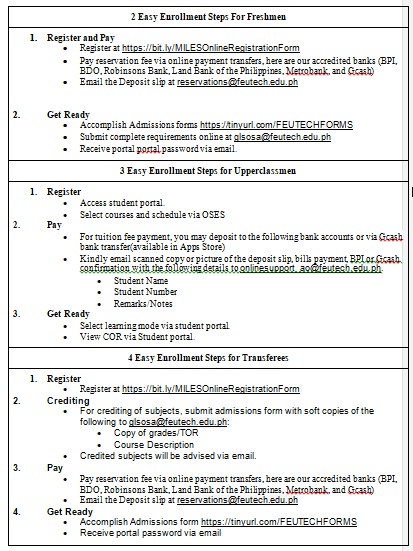 2 Easy Enrollment Steps For Freshmen
1. Register and Pay
• Register at https://bit.ly/MILESOnlineRegistrationForm
• Pay reservation fee via online payment transfers, here are our accredited banks (BPI,
BDO, Robinsons Bank, Land Bank of the Philippines, Metrobank, and Gcash)
• Email the Deposit slip at reservations@feutech.edu.ph
2. Get Ready
• Accomplish Admissions forms https://tinyurl.com/FEUTECHFORMS
• Submit complete requirements online at glsosa@feutech.edu.ph
• Receive portal portal password via email.
3 Easy Enrollment Steps for Upperclassmen
1. Register
• Access student portal.
• Select courses and schedule via OSES
2. Pay
• For tuition fee payment, you may deposit to the following bank accounts or via Gcash
bank transfer(available in Apps Store)
• Kindly email scanned copy or picture of the deposit slip, bills payment, BPI or Gcash
confirmation with the following details to onlinesupport_ao@feutech.edu.ph.
• Student Name
• Student Number
• Remarks/Notes
3. Get Ready
• Select learning mode via student portal.
• View COR via Student portal.
4 Easy Enrollment Steps for Transferees
1. Register
• Register at https://bit.ly/MILESOnlineRegistrationForm
2. Crediting
• For crediting of subjects, submit admissions form with soft copies of the
following to glsosa@feutech.edu.ph:
• Copy of grades/TOR
• Course Description
• Credited subjects will be advised via email.
3. Pay
• Pay reservation fee via online payment transfers, here are our accredited banks (BPI,
BDO, Robinsons Bank, Land Bank of the Philippines, Metrobank, and Gcash)
• Email the Deposit slip at reservations@feutech.edu.ph
4. Get Ready
• Accomplish Admissions form https://tinyurl.com/FEUTECHFORMS
• Receive portal password via email